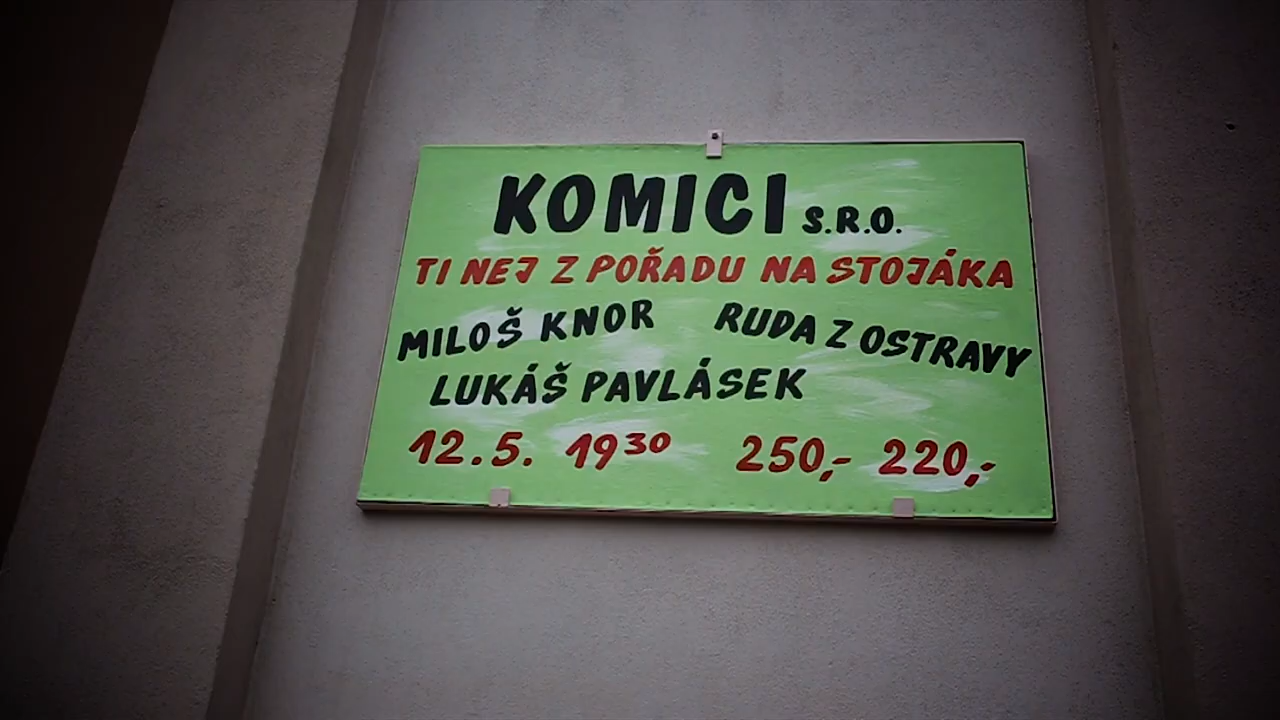 KOMICI S.R.O.
TI NEJ Z POŘADU NA STOJÁKA
MILOŠ KNOR RUDA Z OSTRAVY
LUKÁŠ PAVLÁSEK
12.5. 19³⁰ 250,- 220,-